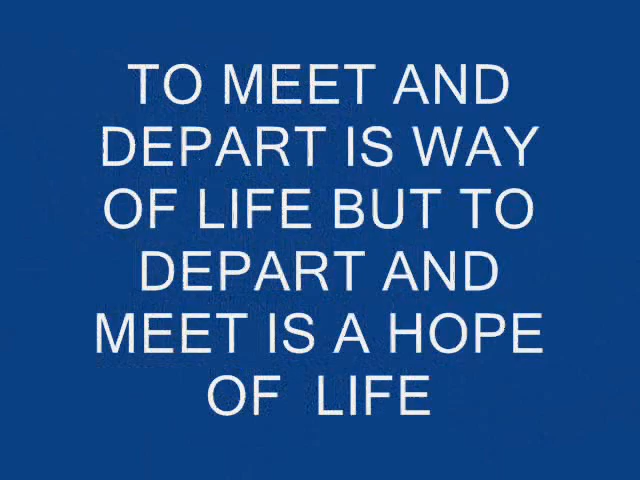 TO MEET AND
DEPART IS WAY
OF LIFE BUT TO
DEPART AND
MEET IS A HOPE
OF LIFE